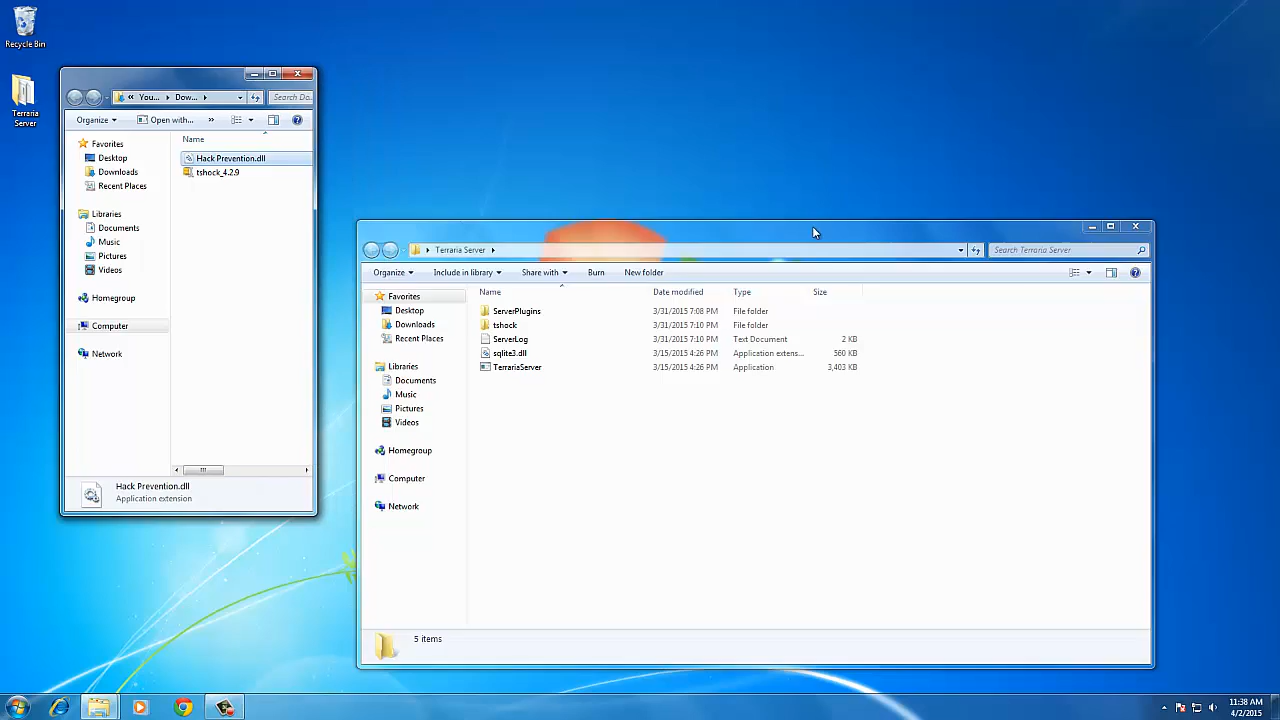 Recycle Bin
Terraria
Server
« You... Dow... Search Do
Organize Open with... »
Name
Favorites
Desktop
Downloads
Recent Places
Libraries
Documents
Music
Pictures
Videos
Homegroup
Computer
Network
Hack Prevention.dll
tshock_4.2.9
Hack Prevention.dll
Application extension
Terraria Server Search Terraria Server
Organize Include in library Share with Burn New folder
Favorites
Desktop
Downloads
Recent Places
Libraries
Documents
Music
Pictures
Videos
Homegroup
Computer
Network
Name Date modified Type Size
ServerPlugins 3/31/2015 7:08 PM File folder
tshock 3/31/2015 7:10 PM File folder
ServerLog 3/31/2015 7:10 PM Text Document 2 KB
sqlite3.dll 3/15/2015 4:26 PM Application extens... 560 KB
TerrariaServer 3/15/2015 4:26 PM Application 3,403 KB
5 items
11:38 AM
4/2/2015